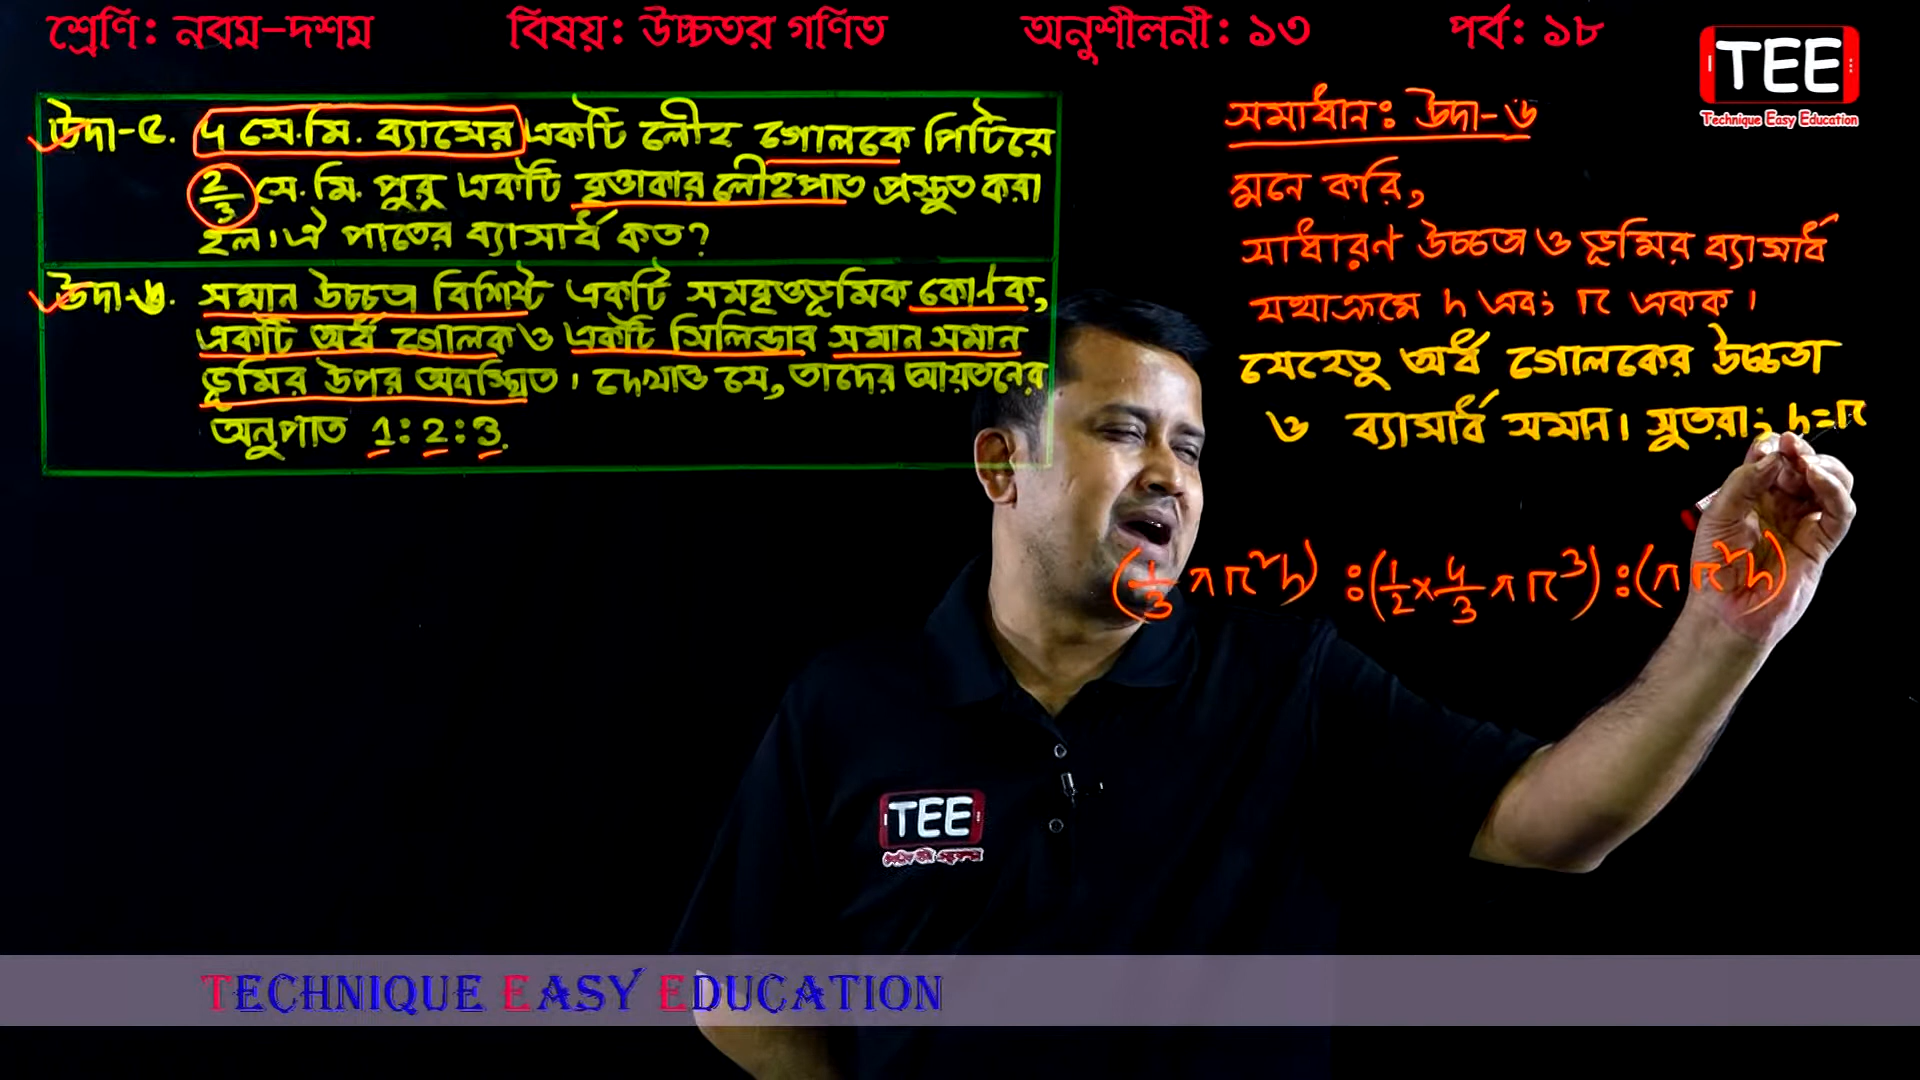 শ্রেণি: নবম-দশম বিষয়: উচ্চতর গণিত অনুশীলনী: ১৩ পর্ব: ১৮
TEE
Technique Easy Education
উদা-৫. 4 সে.মি. ব্যাসের একটি লৌহ গোলকে পিটিয়ে
2/3 সে.মি. পুরু একটি বৃত্তাকার লৌহপাত প্রস্তুত করা
হল। ঐ পাতের ব্যাসার্ধ কত?
উদা-৬. সমান উচ্চতা বিশিষ্ট একটি সমবৃত্তভূমিক কোণক,
একটি অর্ধ গোলক ও একটি সিলিন্ডার সমান সমান
ভূমির উপর অবস্থিত। দেখাও যে, তাদের আয়তনের
অনুপাত 1:2:3.
সমাধান: উদা-৬
মনে করি,
সাধারণ উচ্চতা ও ভূমির ব্যাসার্ধ
যথাক্রমে h এবং r একক।
যেহেতু অর্ধ গোলকের উচ্চতা
ও ব্যাসার্ধ সমান। সুতরাং h=r
(1/3 πr²h) : (1/2 × 4/3 πr³) : (πr²h)
TEE
TECHNIQUE EASY EDUCATION